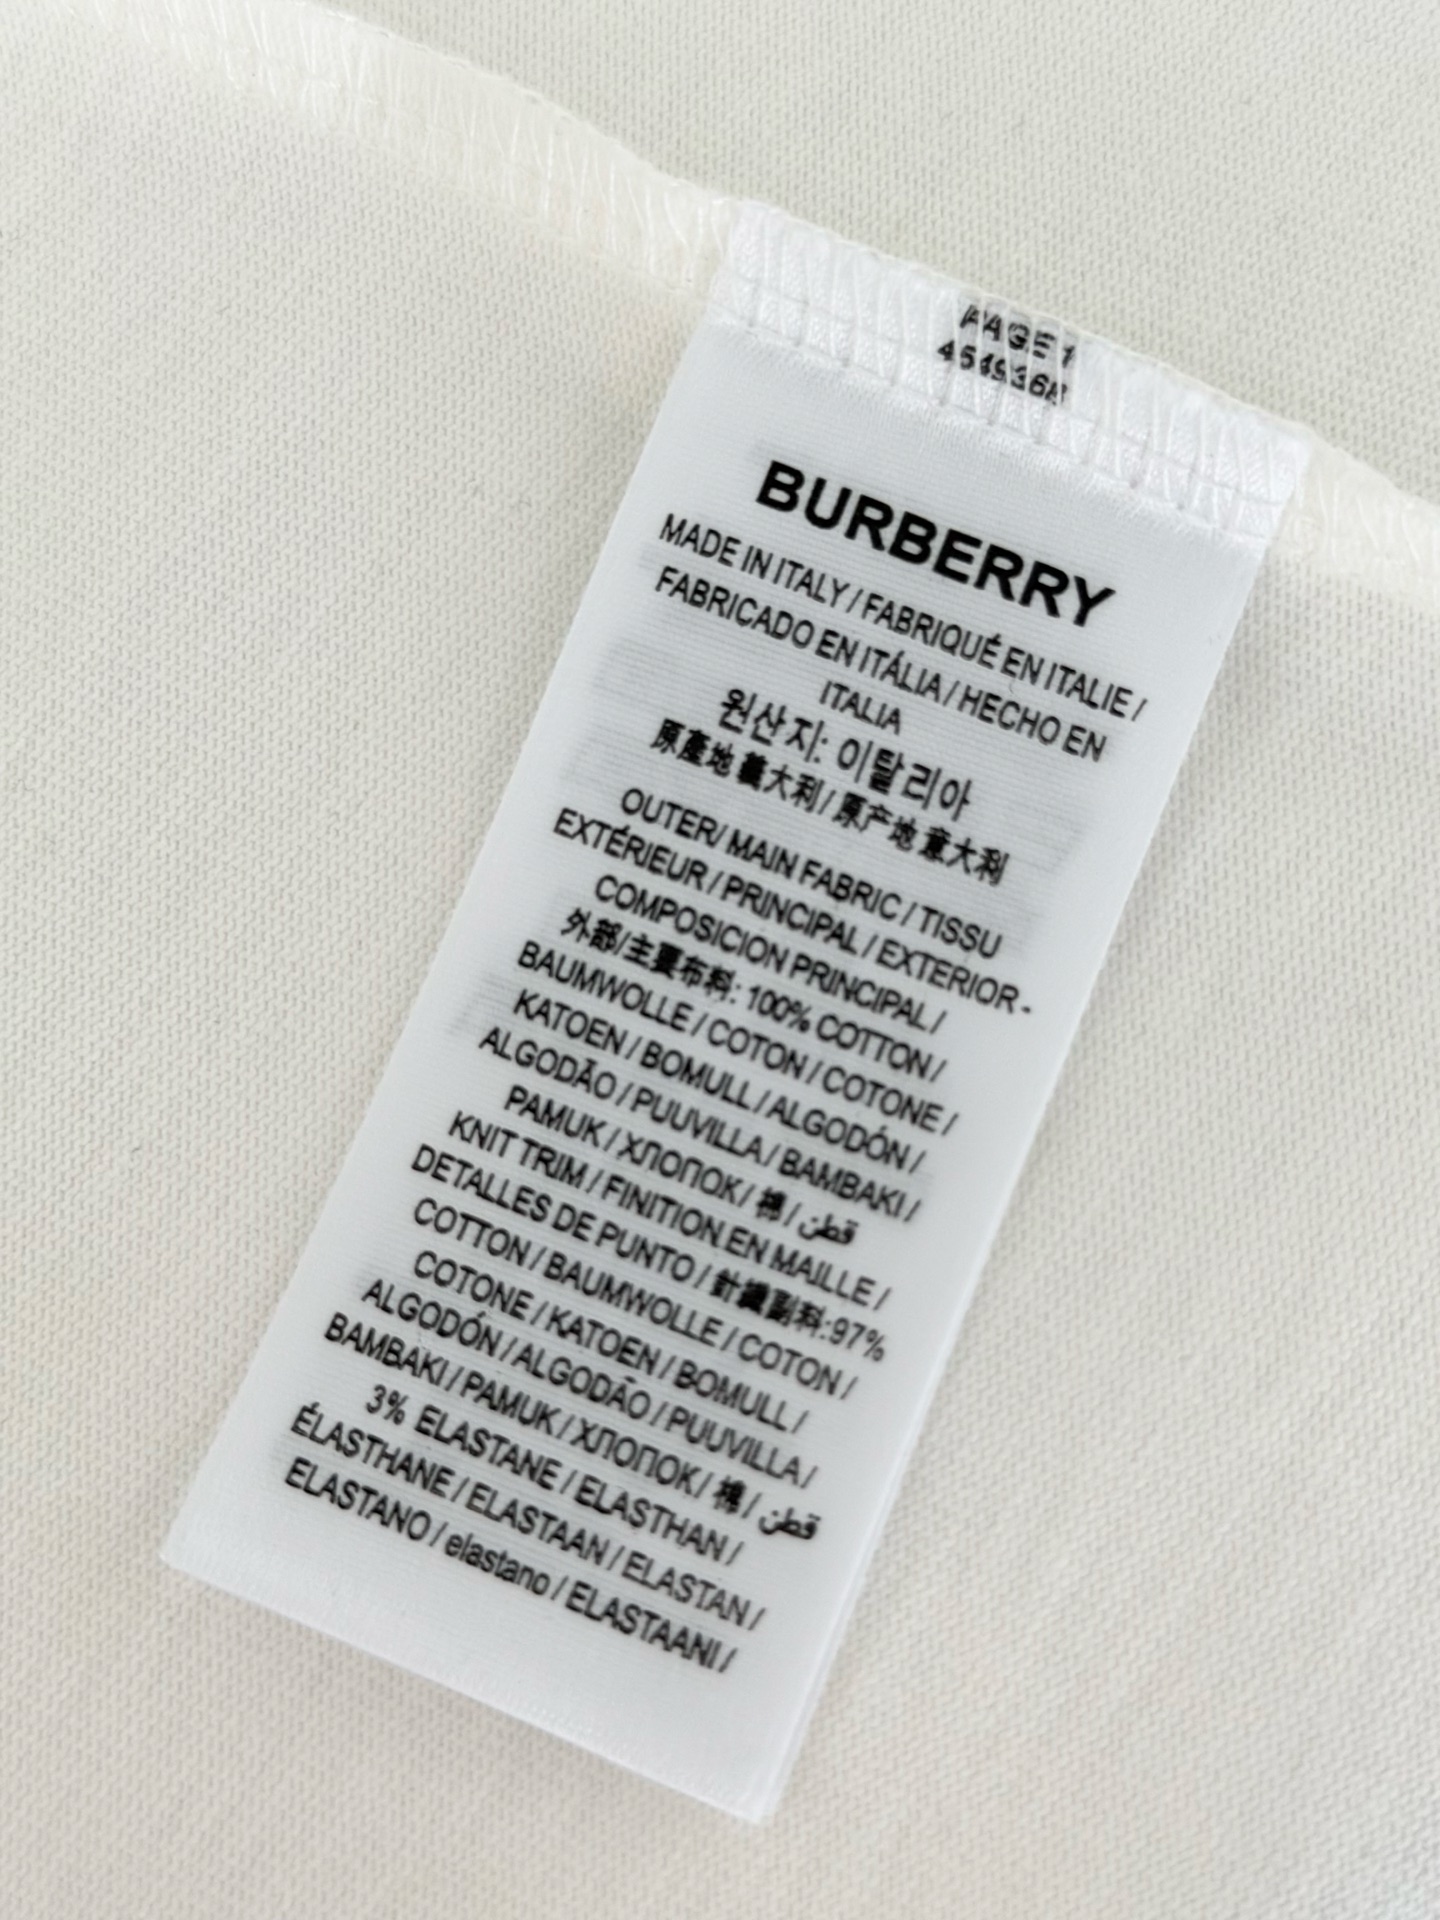 PAGE 1
BURBERRY
MADE IN ITALY / FABRIQUÉ EN ITALIE /
FABRICADO EN ITÁLIA / HECHO EN
ITALIA
원산지: 이탈리아
原產地 義大利 / 原产地 意大利
OUTER/ MAIN FABRIC / TISSU
EXTÉRIEUR / PRINCIPAL / EXTERIOR -
COMPOSICION PRINCIPAL /
外部/主要布料: 100% COTTON /
BAUMWOLLE / COTON / COTONE /
KATOEN / BOMULL / ALGODÓN /
ALGODÃO / PUUVILLA / BAMBAKI /
PAMUK / ХЛОПОК / 棉 / قطن
KNIT TRIM / FINITION EN MAILLE /
DETALLES DE PUNTO / 針織副料:97%
COTTON / BAUMWOLLE / COTON /
COTONE / KATOEN / BOMULL /
ALGODÓN / ALGODÃO / PUUVILLA /
BAMBAKI / PAMUK / ХЛОПОК / 棉 / قطن
3% ELASTANE / ELASTHAN /
ÉLASTHANE / ELASTAAN / ELASTAN /
ELASTANO / elastano / ELASTAANI /